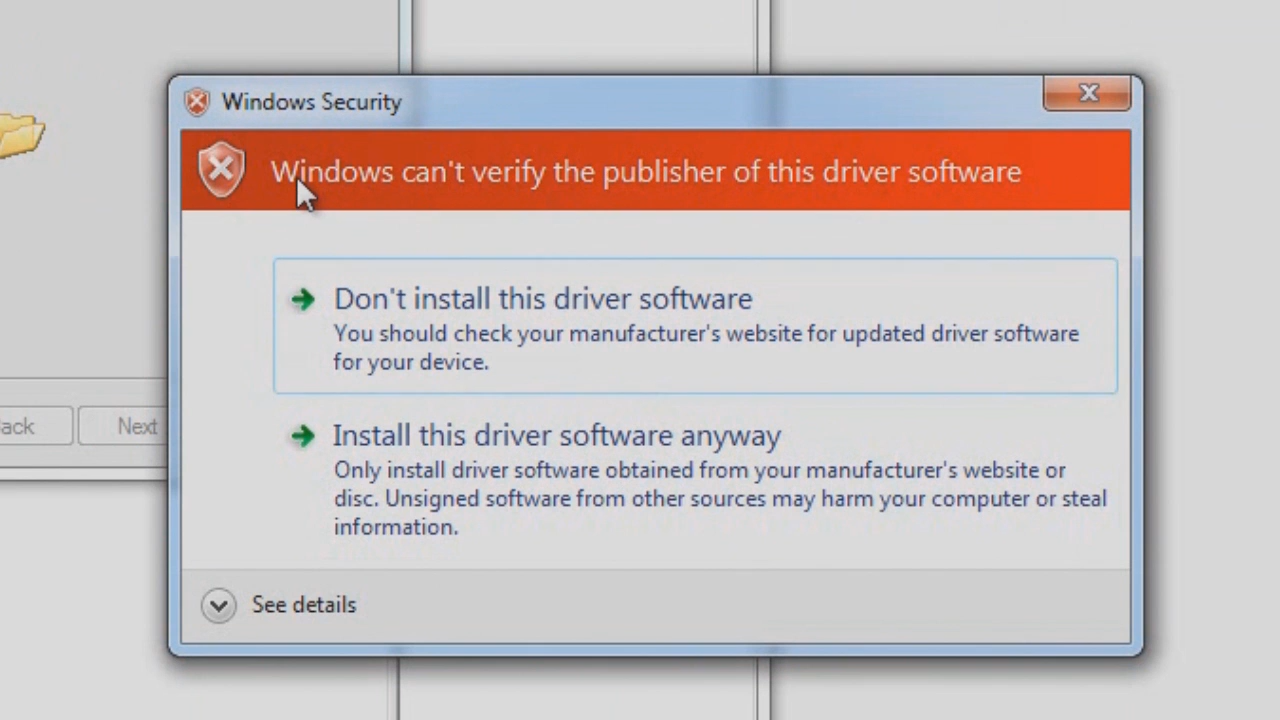 Windows Security
Windows can't verify the publisher of this driver software
Don't install this driver software
You should check your manufacturer's website for updated driver software
for your device.
Install this driver software anyway
Only install driver software obtained from your manufacturer's website or
disc. Unsigned software from other sources may harm your computer or steal
information.
ack Next
See details